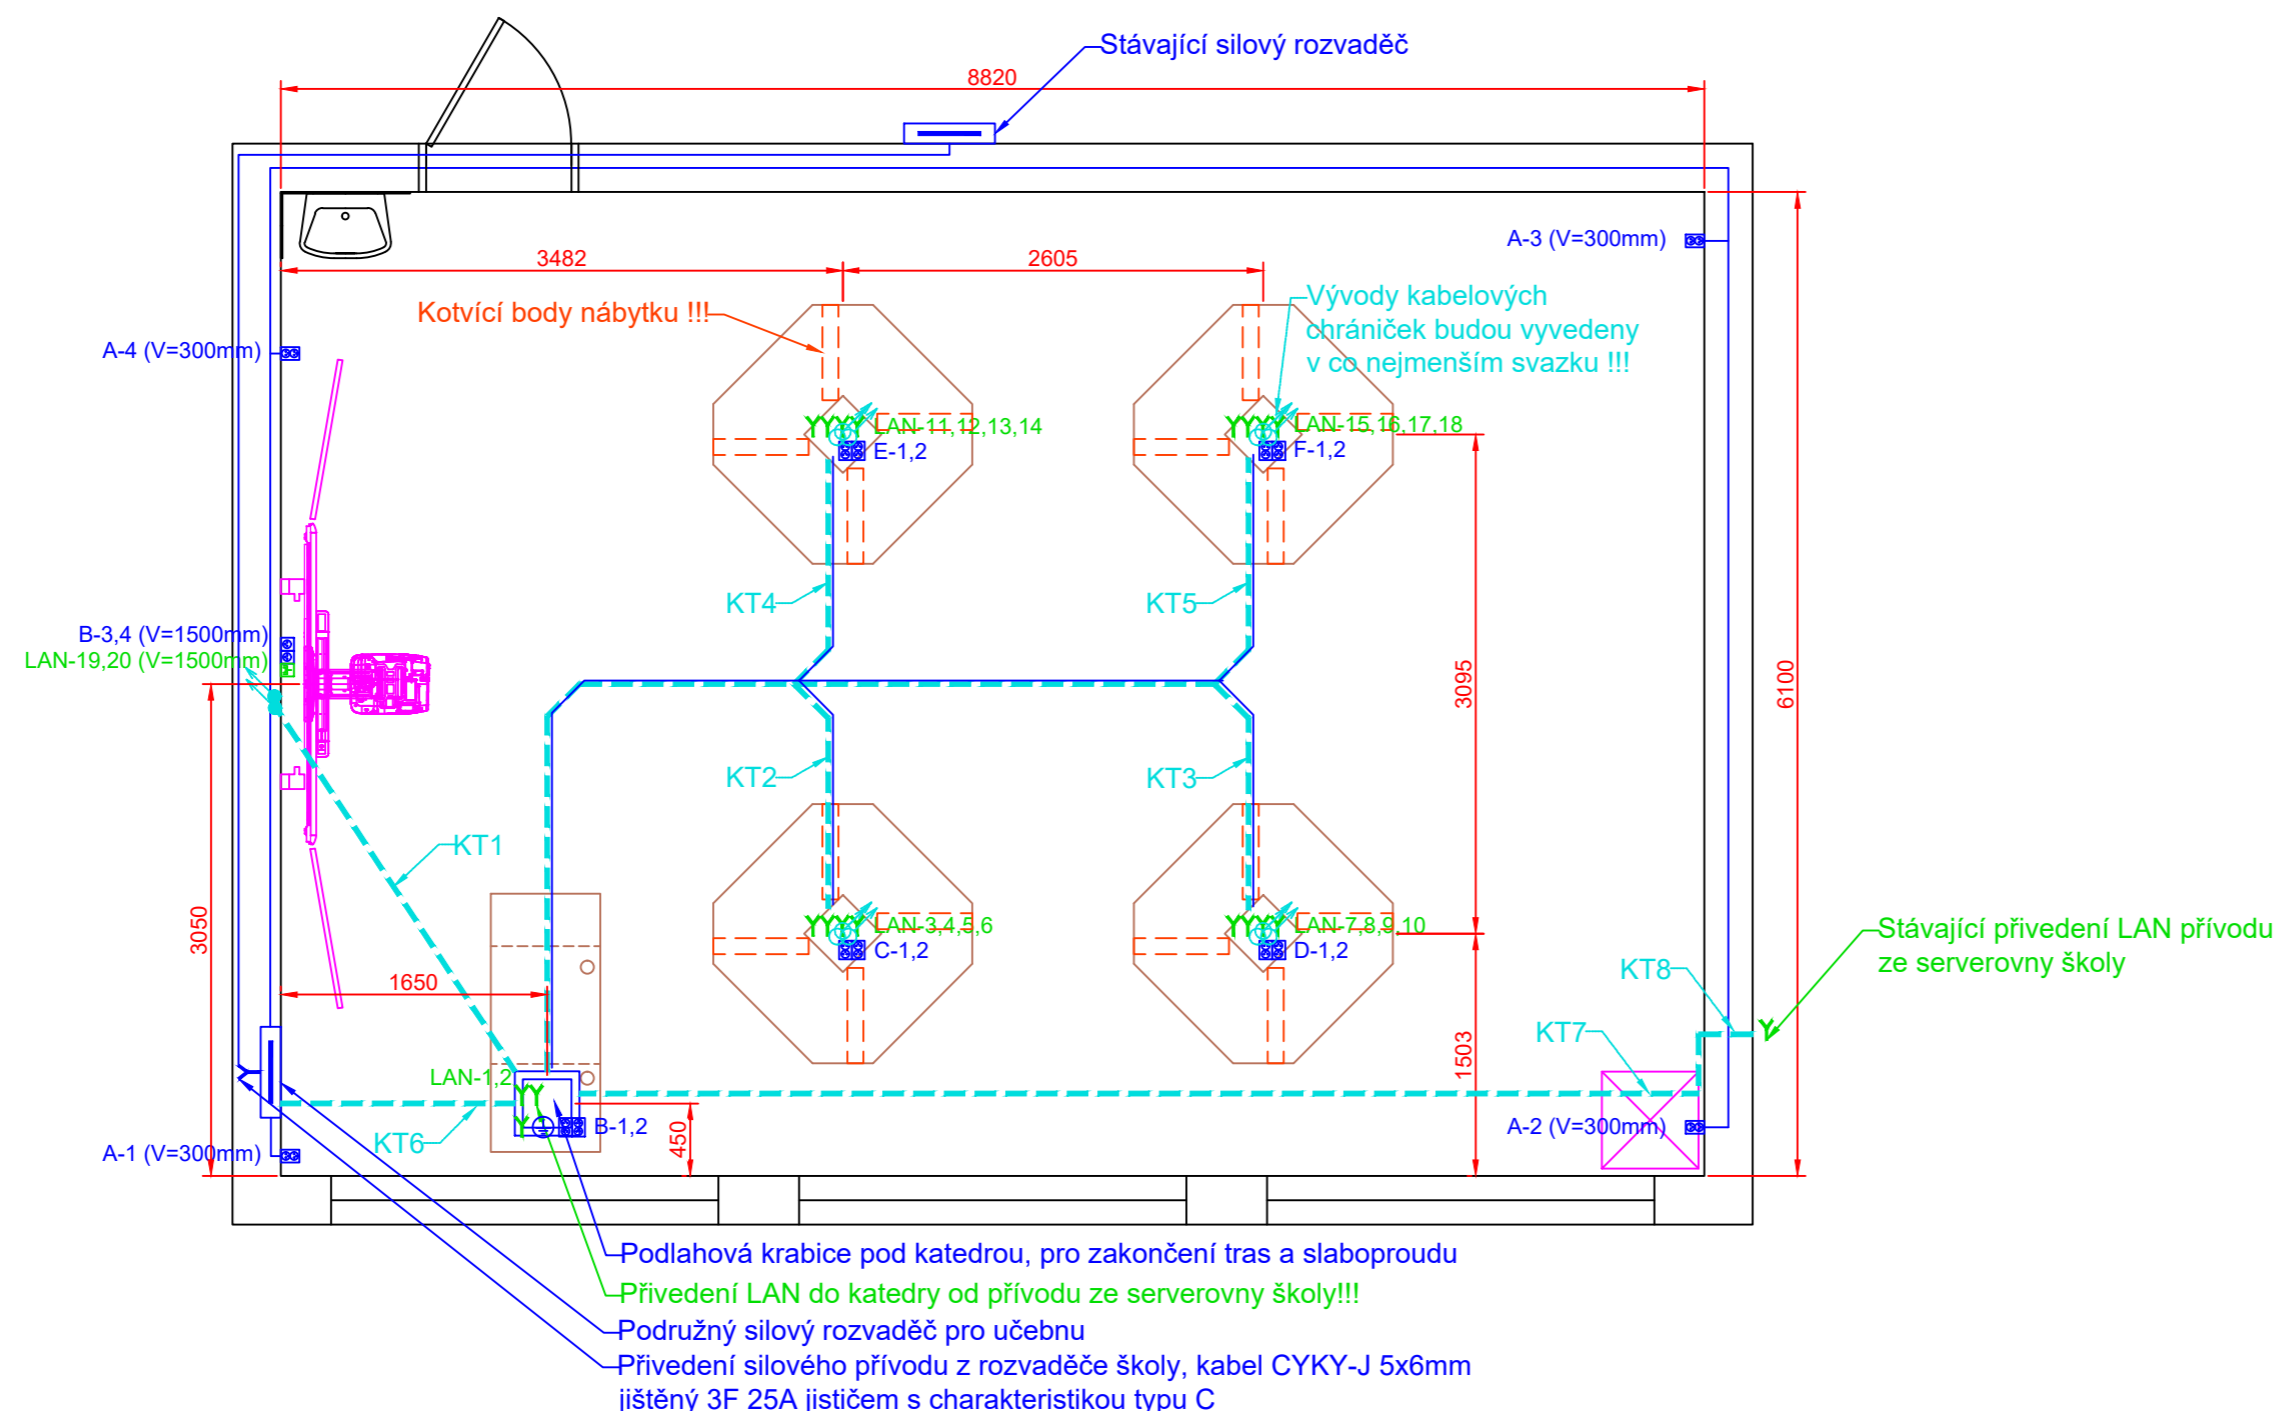 Stávající silový rozvaděč
8820
A-3 (V=300mm)
3482
2605
Kotvící body nábytku !!!
Vývody kabelových
chrániček budou vyvedeny
v co nejmenším svazku !!!
A-4 (V=300mm)
LAN-11,12,13,14
E-1,2
LAN-15,16,17,18
F-1,2
KT4
KT5
B-3,4 (V=1500mm)
LAN-19,20 (V=1500mm)
3095
6100
KT2
KT3
KT1
3050
LAN-3,4,5,6
C-1,2
LAN-7,8,9,10
D-1,2
Stávající přivedení LAN přívodu
ze serverovny školy
KT8
1650
KT7
1503
LAN-1,2
B-1,2
450
A-2 (V=300mm)
KT6
A-1 (V=300mm)
Podlahová krabice pod katedrou, pro zakončení tras a slaboproudu
Přivedení LAN do katedry od přívodu ze serverovny školy!!!
Podružný silový rozvaděč pro učebnu
Přivedení silového přívodu z rozvaděče školy, kabel CYKY-J 5x6mm
jištěný 3F 25A jističem s charakteristikou typu C